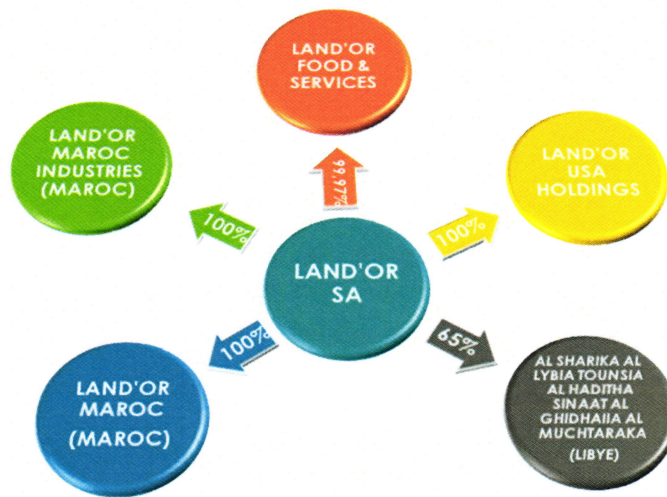 LAND'OR
FOOD &
SERVICES
LAND'OR
MAROC
INDUSTRIES
(MAROC)
99,97%
LAND'OR
USA
HOLDINGS
100%
100%
LAND'OR
SA
100%
65%
LAND'OR
MAROC
(MAROC)
AL SHARIKA AL
LYBIA TOUNSIA
AL HADITHA
SINAAT AL
GHIDHAIIA AL
MUCHTARAKA
(LIBYE)